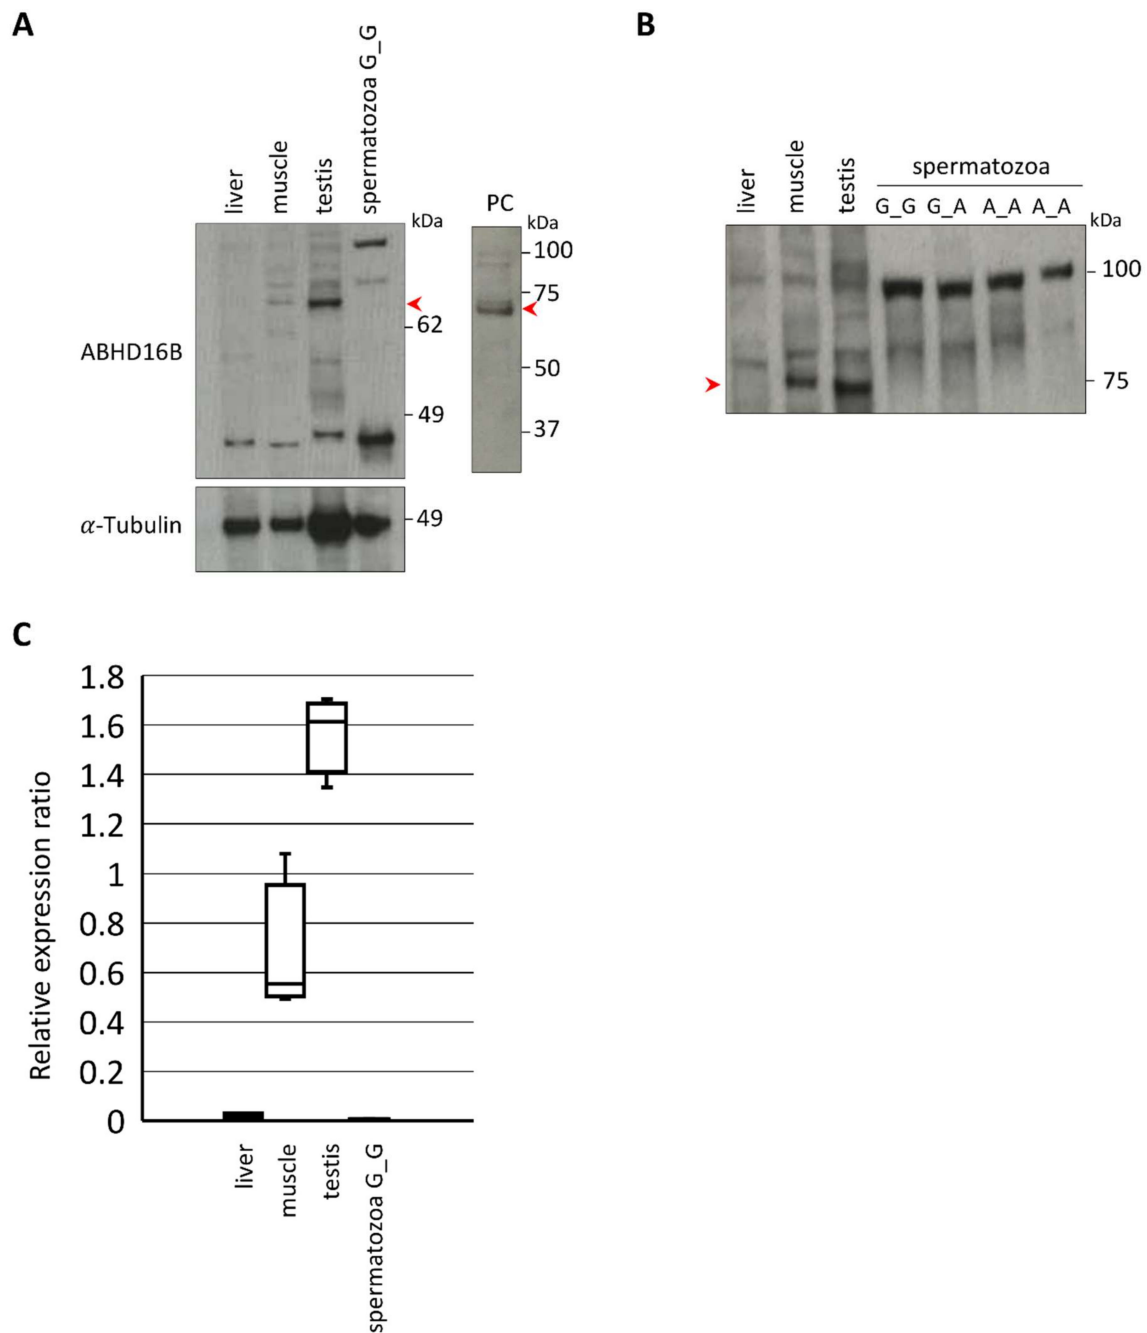 A
liver
muscle
testis
spermatozoa G_G
kDa
62
49
ABHD16B
α-Tubulin
49
PC
kDa
100
75
50
37
B
liver
muscle
testis
spermatozoa
G_G G_A A_A A_A
kDa
100
75
C
Relative expression ratio
1.8
1.6
1.4
1.2
1
0.8
0.6
0.4
0.2
0
liver
muscle
testis
spermatozoa G_G